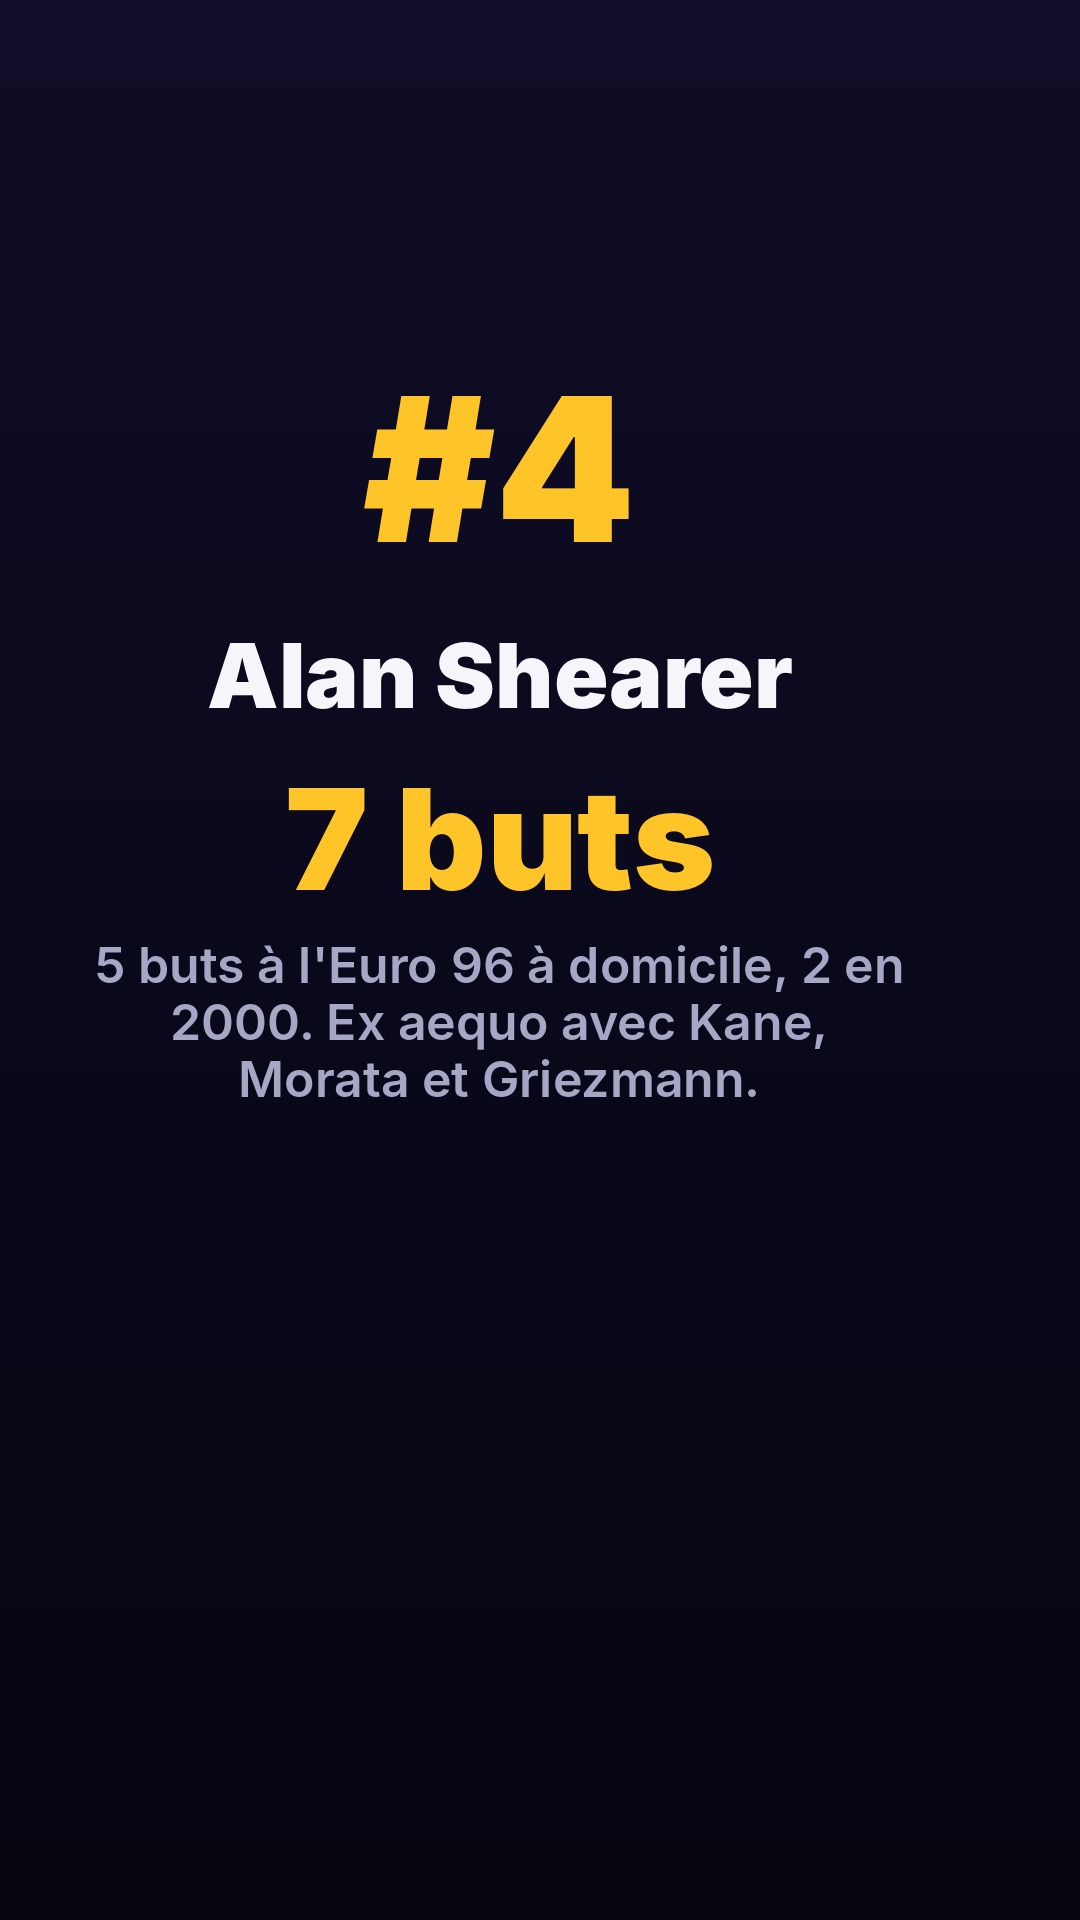 #4
Alan Shearer
7 buts
5 buts à l'Euro 96 à domicile, 2 en
2000. Ex aequo avec Kane,
Morata et Griezmann.